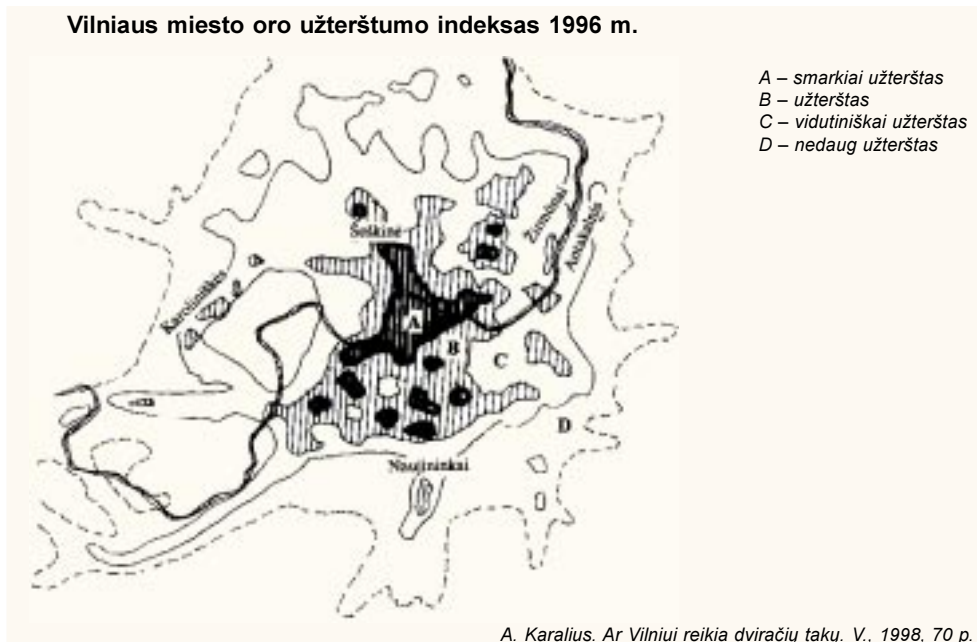 Vilniaus miesto oro užterštumo indeksas 1996 m.
A – smarkiai užterštas
B – užterštas
C – vidutiniškai užterštas
D – nedaug užterštas
Šeškinė
Žirmūnai
Antakalnis
Karoliniškės
A
B
C
D
Naujininkai
A. Karalius. Ar Vilniui reikia dviračių takų. V., 1998, 70 p.